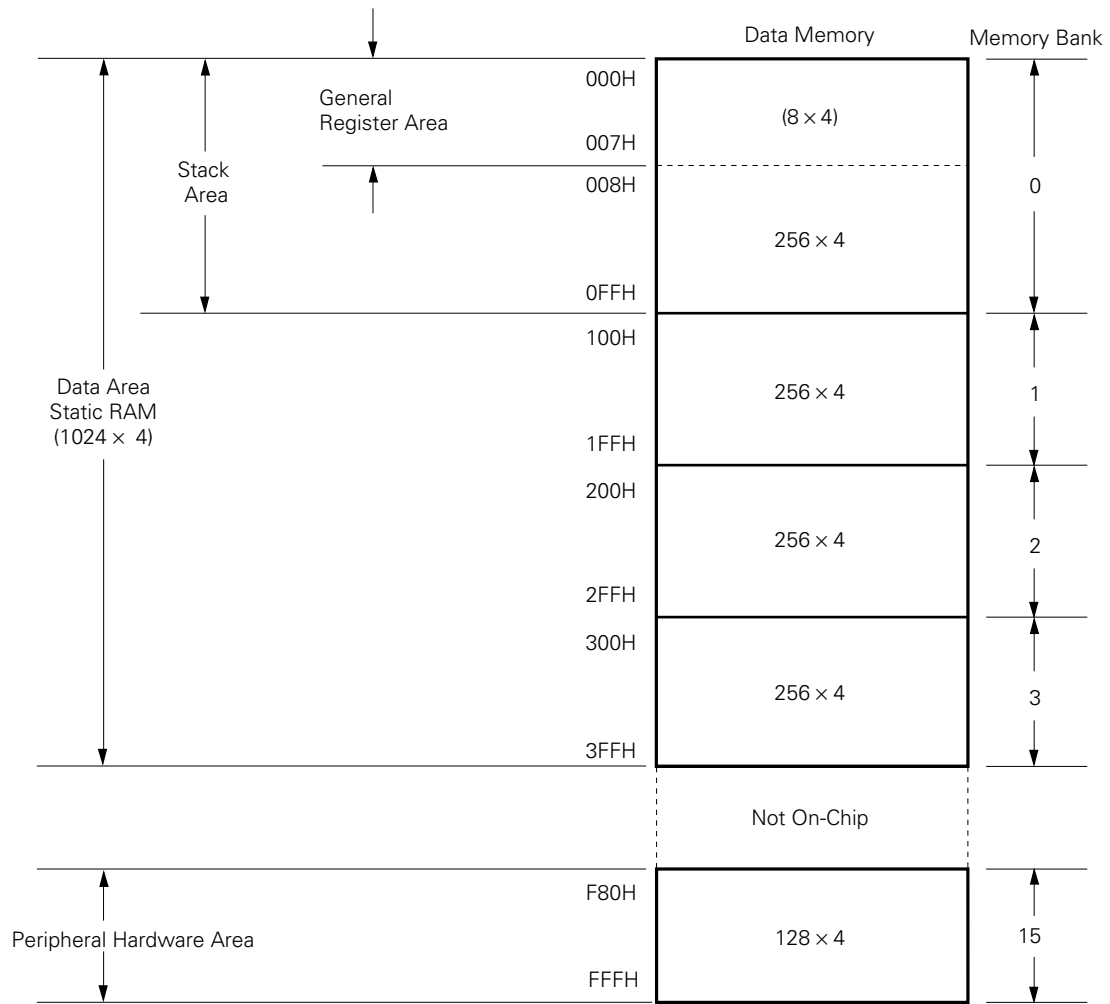 Data Memory
Memory Bank
000H
General
Register Area
(8 × 4)
007H
Stack
Area
008H
0
256 × 4
0FFH
100H
Data Area
Static RAM
(1024 × 4)
256 × 4
1
1FFH
200H
256 × 4
2
2FFH
300H
256 × 4
3
3FFH
Not On-Chip
F80H
Peripheral Hardware Area
128 × 4
15
FFFH